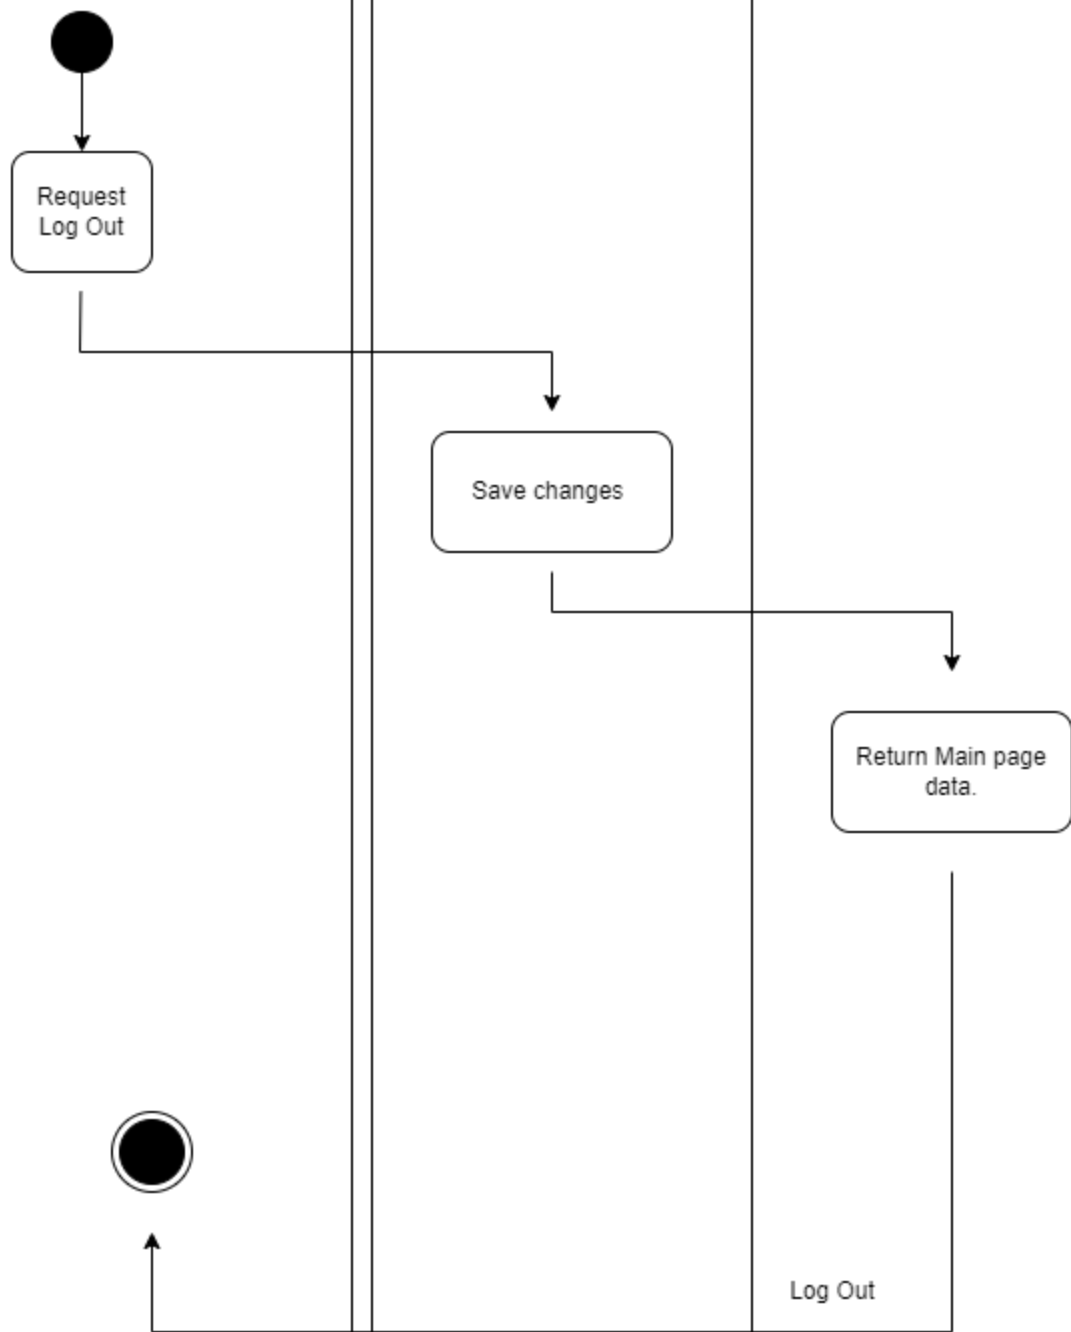 Request
Log Out
Save changes
Return Main page
data.
Log Out